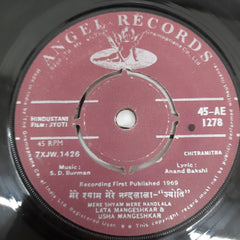 ANGEL RECORDS
HINDUSTANI
Film: JYOTI
45-AE
1278
45 RPM
7XJW.1426
CHITRAMITRA
Music :
S. D. Burman
Lyric :
Anand Bakshi
Recording First Published 1969
मेरे श्याम मेरे नन्दलाला-"ज्योति"
MERE SHYAM MERE NANDLALA
LATA MANGESHKAR &
USHA MANGESHKAR